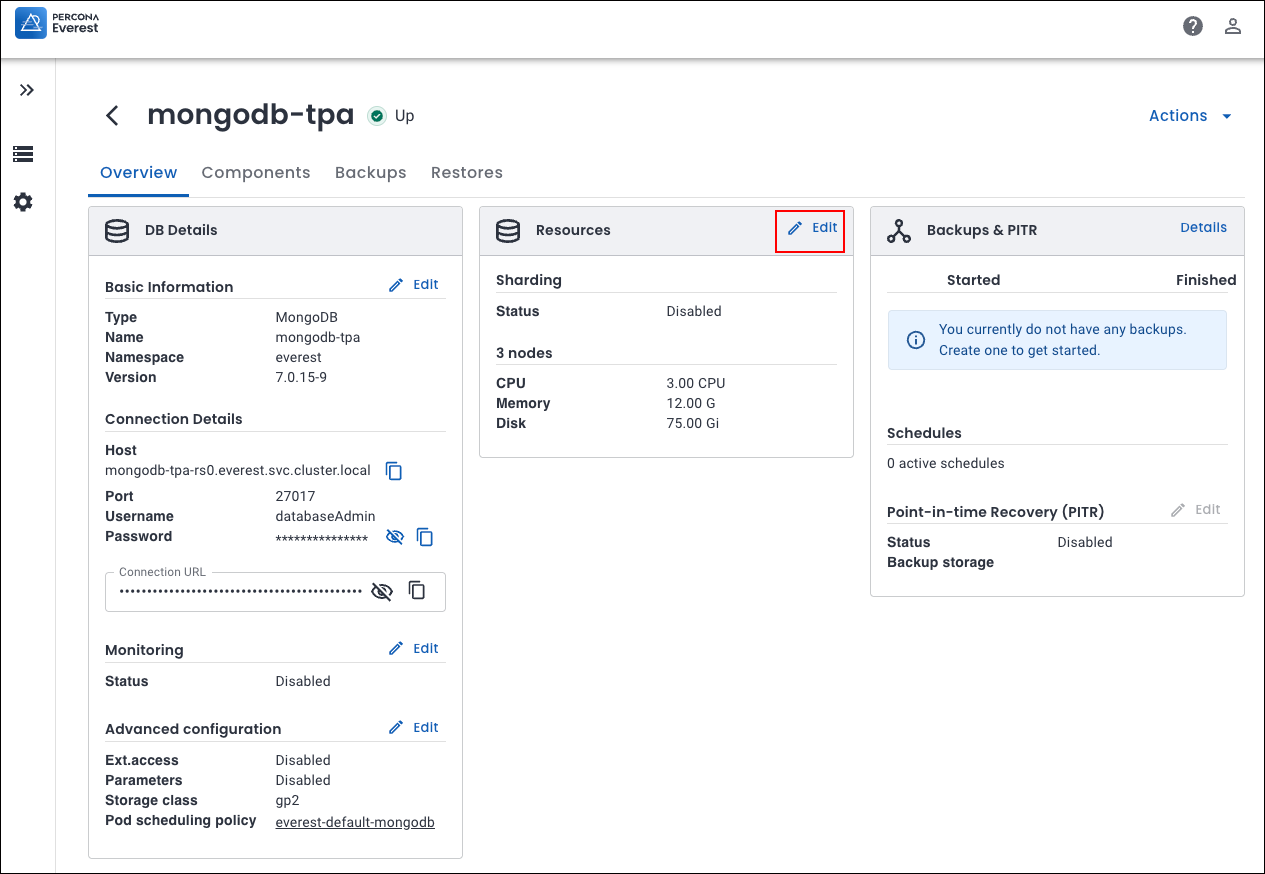 PERCONA
Everest
mongodb-tpa
Up
Actions
Overview
Components
Backups
Restores
DB Details
Basic Information
Edit
Type MongoDB
Name mongodb-tpa
Namespace everest
Version 7.0.15-9
Connection Details
Host
mongodb-tpa-rs0.everest.svc.cluster.local
Port 27017
Username databaseAdmin
Password ***************
Connection URL
••••••••••••••••••••••••••••••••••••••••••••
Monitoring
Edit
Status Disabled
Advanced configuration
Edit
Ext.access Disabled
Parameters Disabled
Storage class gp2
Pod scheduling policy everest-default-mongodb
Resources
Edit
Sharding
Status Disabled
3 nodes
CPU 3.00 CPU
Memory 12.00 G
Disk 75.00 Gi
Backups & PITR
Details
Started Finished
You currently do not have any backups.
Create one to get started.
Schedules
0 active schedules
Point-in-time Recovery (PITR)
Edit
Status Disabled
Backup storage